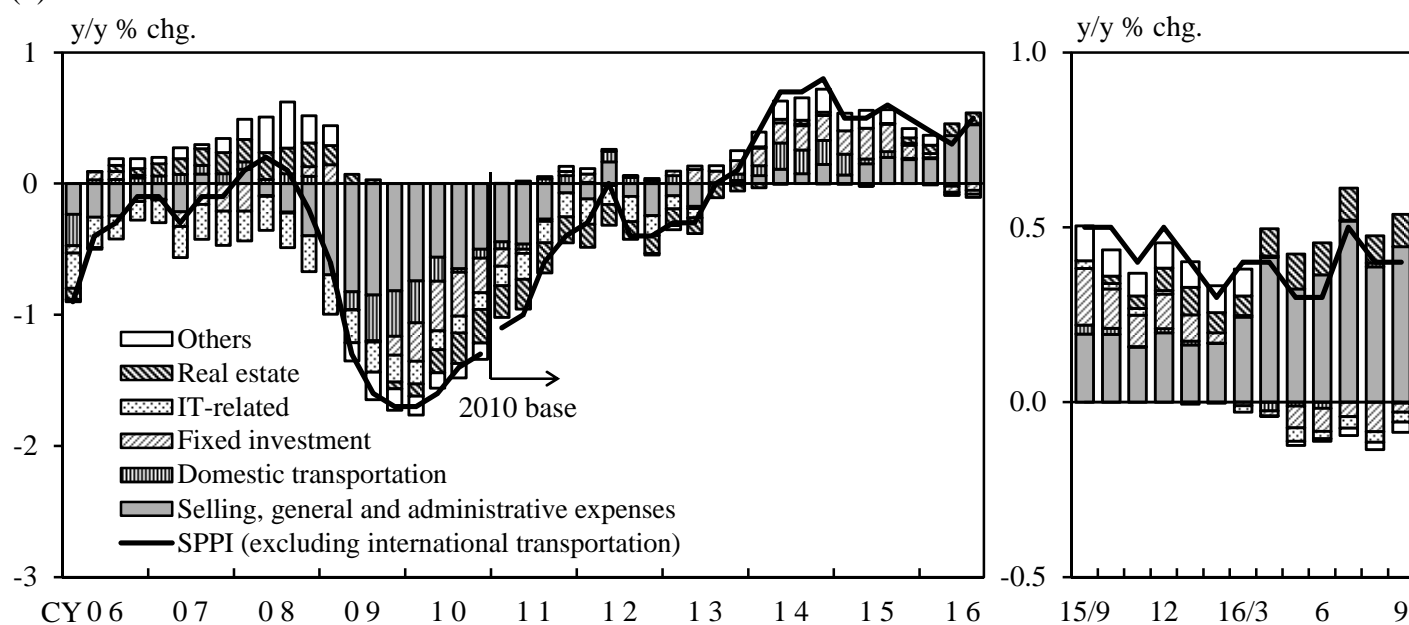 y/y % chg.
1
0
-1
-2
-3
Others
Real estate
IT-related
Fixed investment
Domestic transportation
Selling, general and administrative expenses
SPPI (excluding international transportation)
2010 base
CY 0 6 0 7 0 8 0 9 1 0 1 1 1 2 1 3 1 4 1 5 1 6
y/y % chg.
1.0
0.5
0.0
-0.5
15/9 12 16/3 6 9